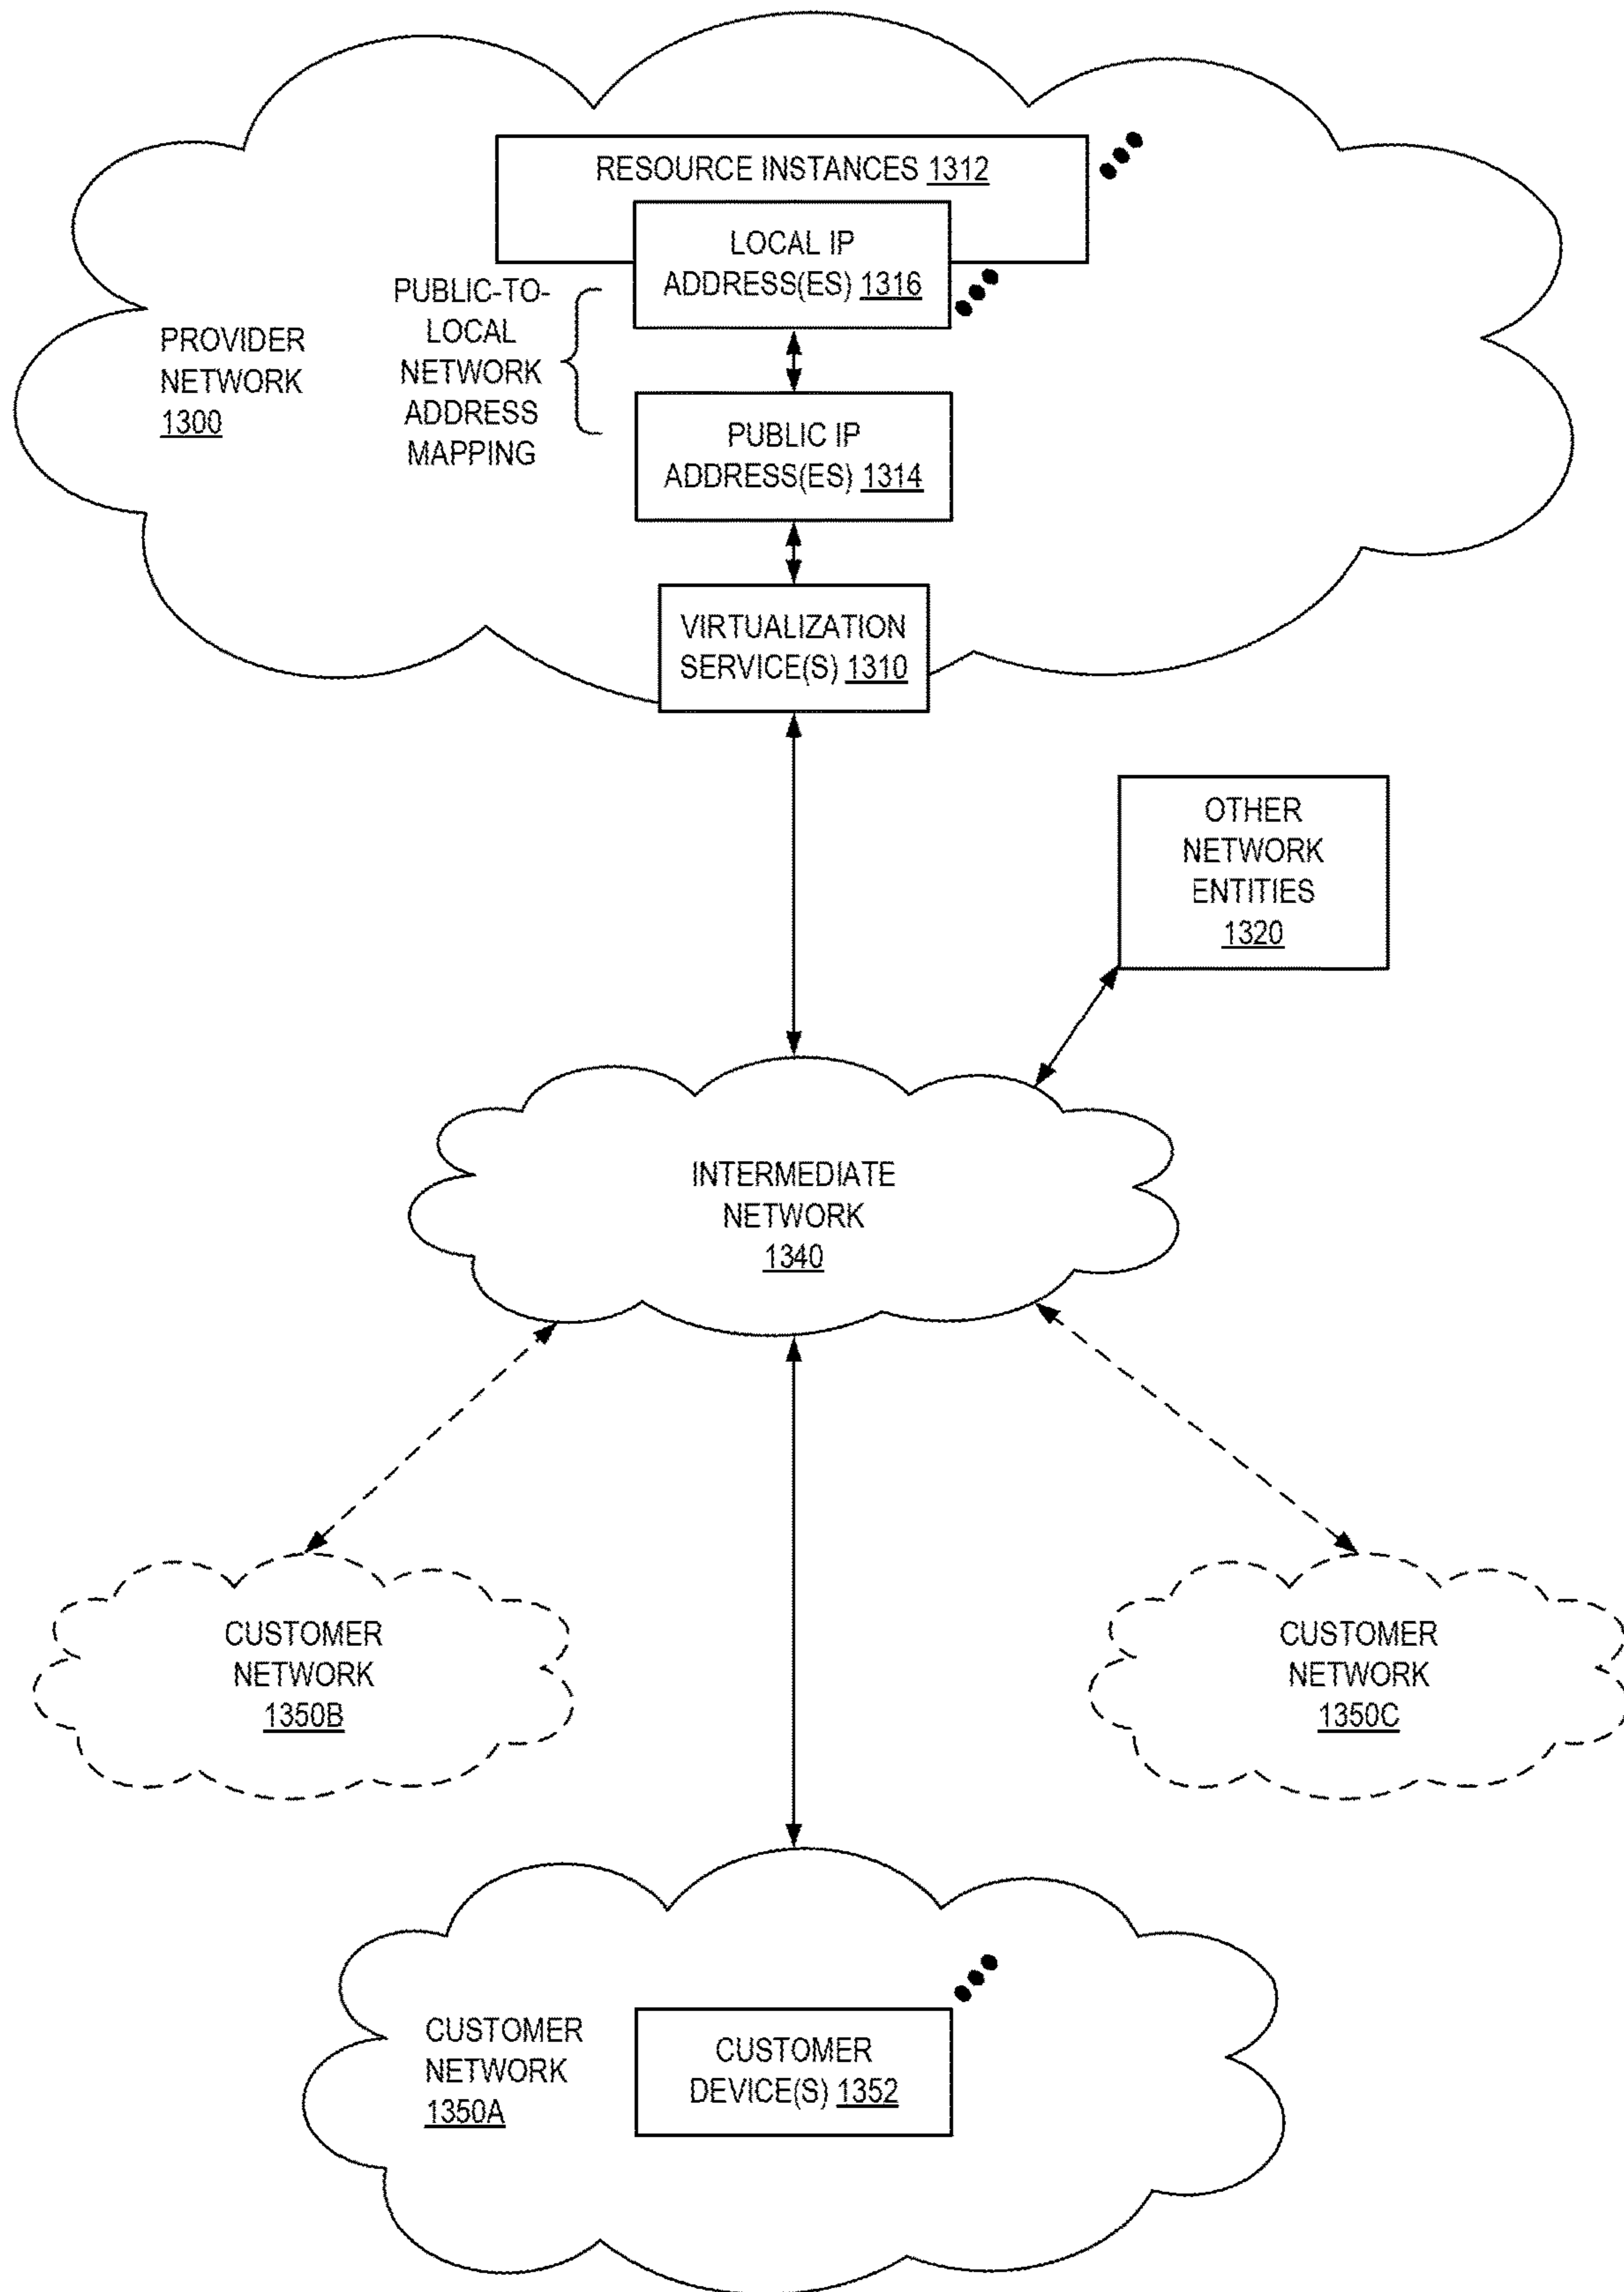 RESOURCE INSTANCES 1312
LOCAL IP
ADDRESS(ES) 1316
PUBLIC-TO-
LOCAL
NETWORK
ADDRESS
MAPPING
PROVIDER
NETWORK
1300
PUBLIC IP
ADDRESS(ES) 1314
VIRTUALIZATION
SERVICE(S) 1310
OTHER
NETWORK
ENTITIES
1320
INTERMEDIATE
NETWORK
1340
CUSTOMER
NETWORK
1350B
CUSTOMER
NETWORK
1350C
CUSTOMER
NETWORK
1350A
CUSTOMER
DEVICE(S) 1352